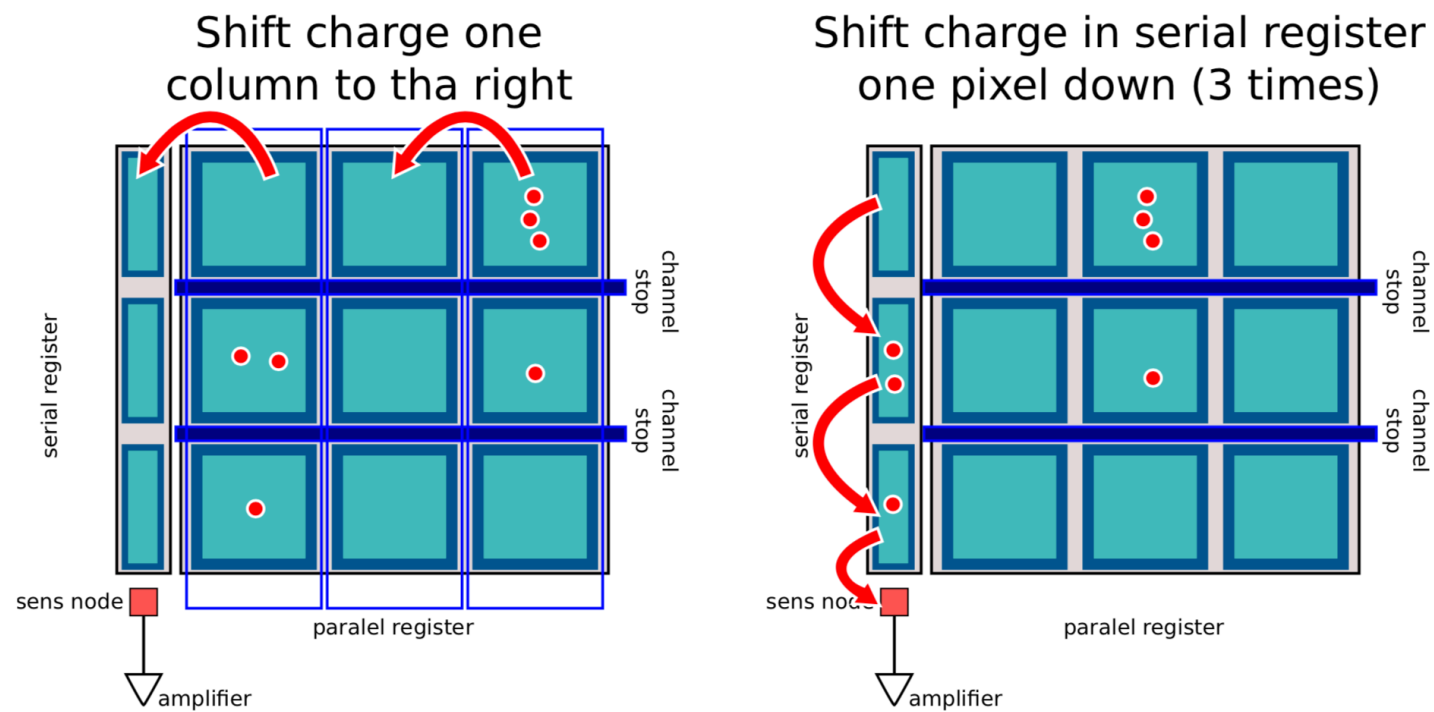 Shift charge one
column to tha right
channel
stop
serial register
channel
stop
sens node
paralel register
amplifier
Shift charge in serial register
one pixel down (3 times)
channel
stop
serial register
channel
stop
sens node
paralel register
amplifier